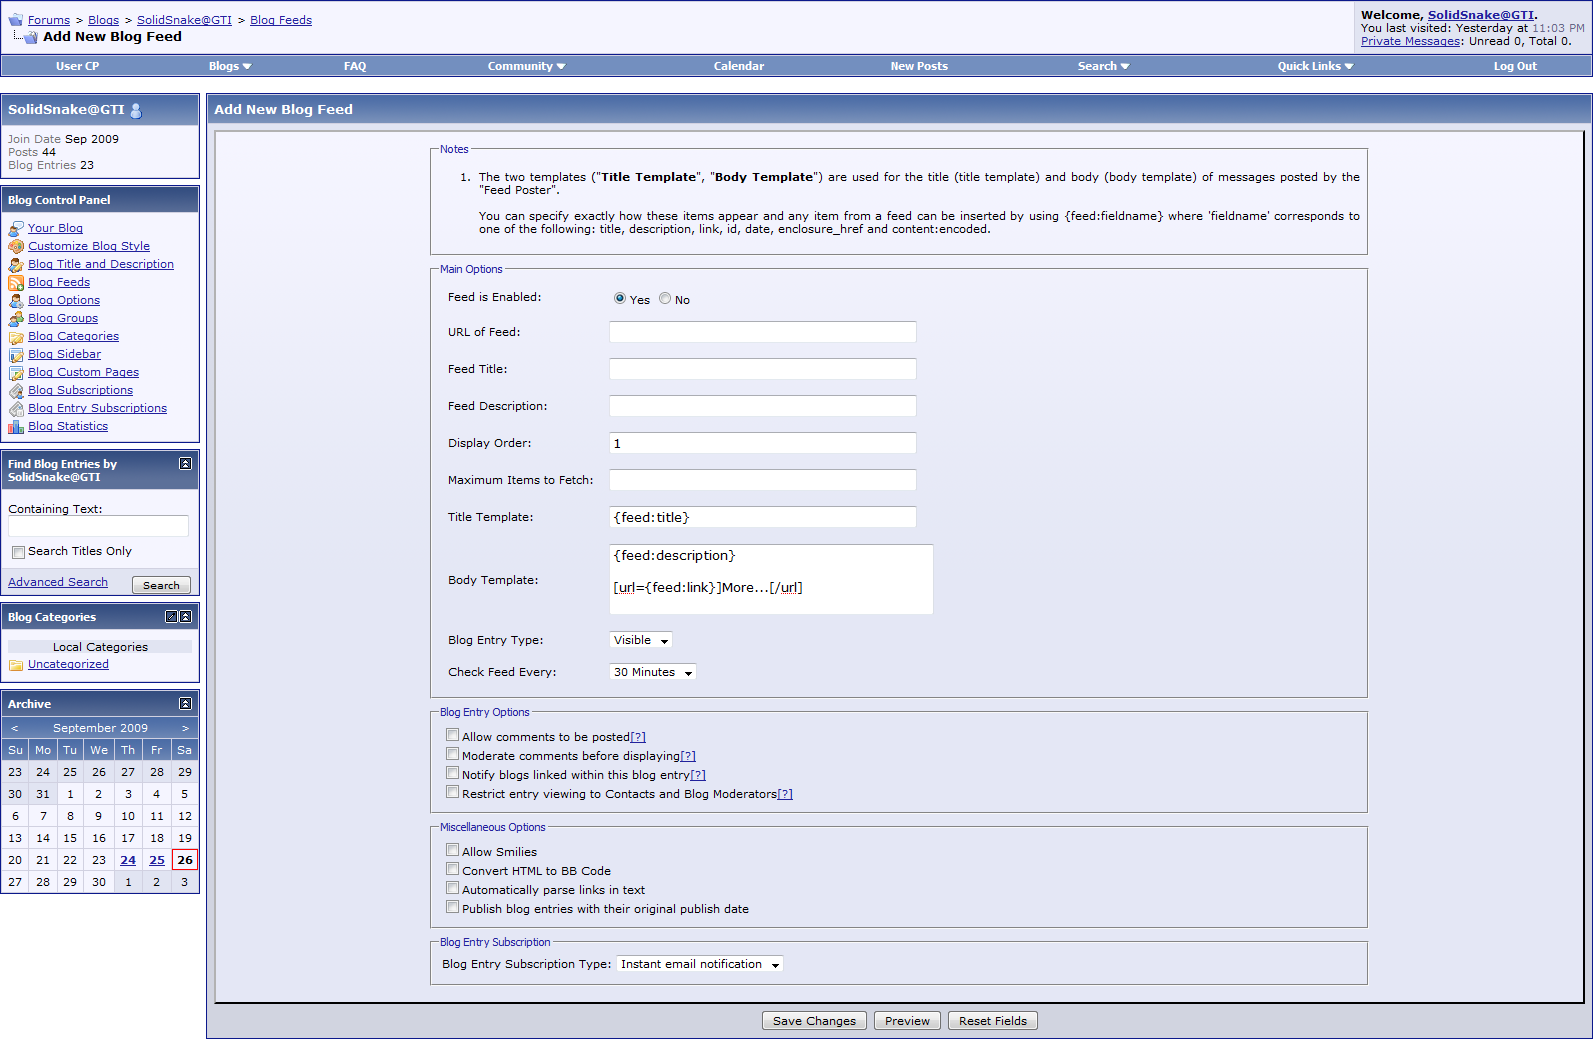 Forums > Blogs > SolidSnake@GTI > Blog Feeds
Add New Blog Feed
Welcome, SolidSnake@GTI.
You last visited: Yesterday at 11:03 PM
Private Messages: Unread 0, Total 0.
User CP Blogs FAQ Community Calendar New Posts Search Quick Links Log Out
SolidSnake@GTI
Join Date Sep 2009
Posts 44
Blog Entries 23
Blog Control Panel
Your Blog
Customize Blog Style
Blog Title and Description
Blog Feeds
Blog Options
Blog Groups
Blog Categories
Blog Sidebar
Blog Custom Pages
Blog Subscriptions
Blog Entry Subscriptions
Blog Statistics
Find Blog Entries by
SolidSnake@GTI
Containing Text:
Search Titles Only
Advanced Search Search
Blog Categories
Local Categories
Uncategorized
Archive
< September 2009 >
Su Mo Tu We Th Fr Sa
23 24 25 26 27 28 29
30 31 1 2 3 4 5
6 7 8 9 10 11 12
13 14 15 16 17 18 19
20 21 22 23 24 25 26
27 28 29 30 1 2 3
Add New Blog Feed
Notes
1. The two templates ("Title Template", "Body Template") are used for the title (title template) and body (body template) of messages posted by the
"Feed Poster".
You can specify exactly how these items appear and any item from a feed can be inserted by using {feed:fieldname} where 'fieldname' corresponds to
one of the following: title, description, link, id, date, enclosure_href and content:encoded.
Main Options
Feed is Enabled: Yes No
URL of Feed:
Feed Title:
Feed Description:
Display Order: 1
Maximum Items to Fetch:
Title Template: {feed:title}
Body Template:
{feed:description}
[url={feed:link}]More...[/url]
Blog Entry Type: Visible
Check Feed Every: 30 Minutes
Blog Entry Options
Allow comments to be posted[?]
Moderate comments before displaying[?]
Notify blogs linked within this blog entry[?]
Restrict entry viewing to Contacts and Blog Moderators[?]
Miscellaneous Options
Allow Smilies
Convert HTML to BB Code
Automatically parse links in text
Publish blog entries with their original publish date
Blog Entry Subscription
Blog Entry Subscription Type: Instant email notification
Save Changes Preview Reset Fields